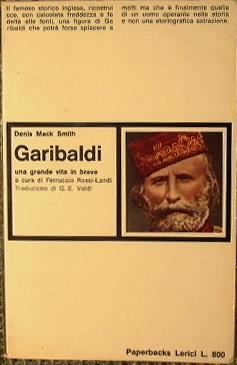 Il famoso storico inglese, ricostrui
sce, con calcolata freddezza e fe
deltà alle fonti, una figura di Ga
ribaldi che potrà forse spiacere a
molti ma che è finalmente quella
di un uomo operante nella storia
e non una storiografica astrazione.
Denis Mack Smith
Garibaldi
una grande vita in breve
a cura di Ferruccio Rossi-Landi
Traduzione di G. E. Valdi
Paperbacks Lerici L. 800